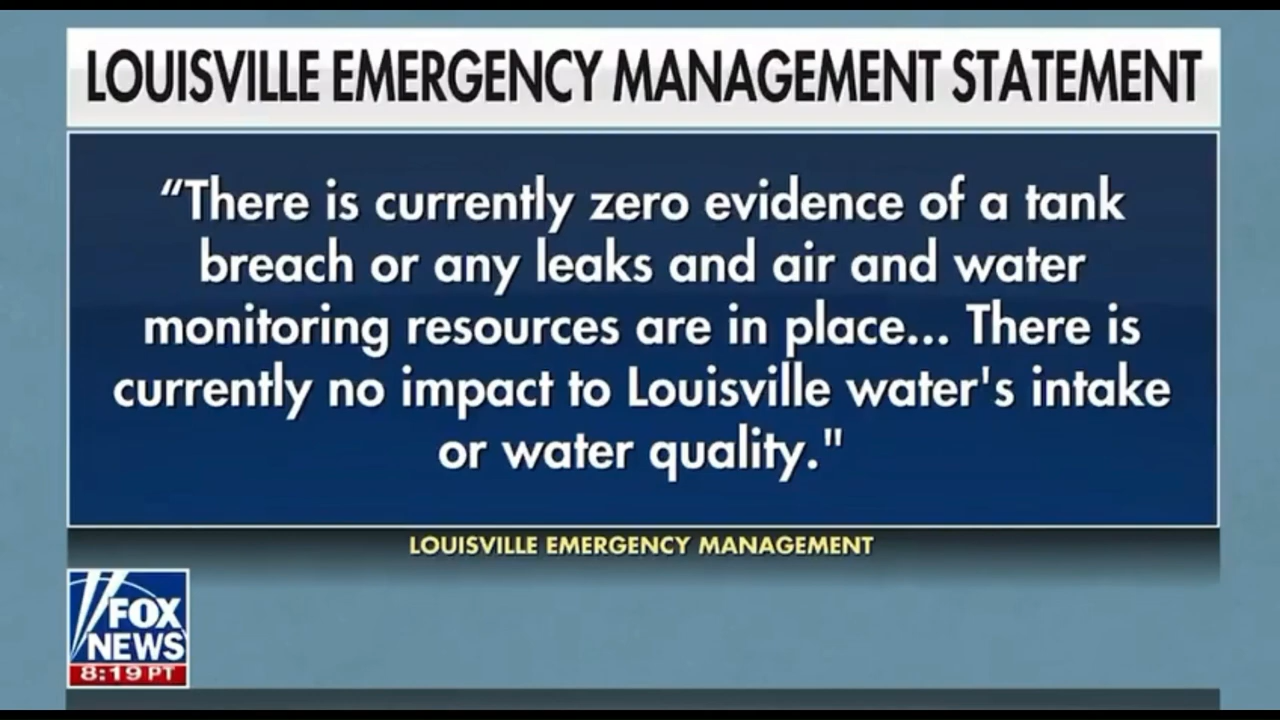 LOUISVILLE EMERGENCY MANAGEMENT STATEMENT
“There is currently zero evidence of a tank
breach or any leaks and air and water
monitoring resources are in place... There is
currently no impact to Louisville water's intake
or water quality."
LOUISVILLE EMERGENCY MANAGEMENT
FOX
NEWS
8:19 PT